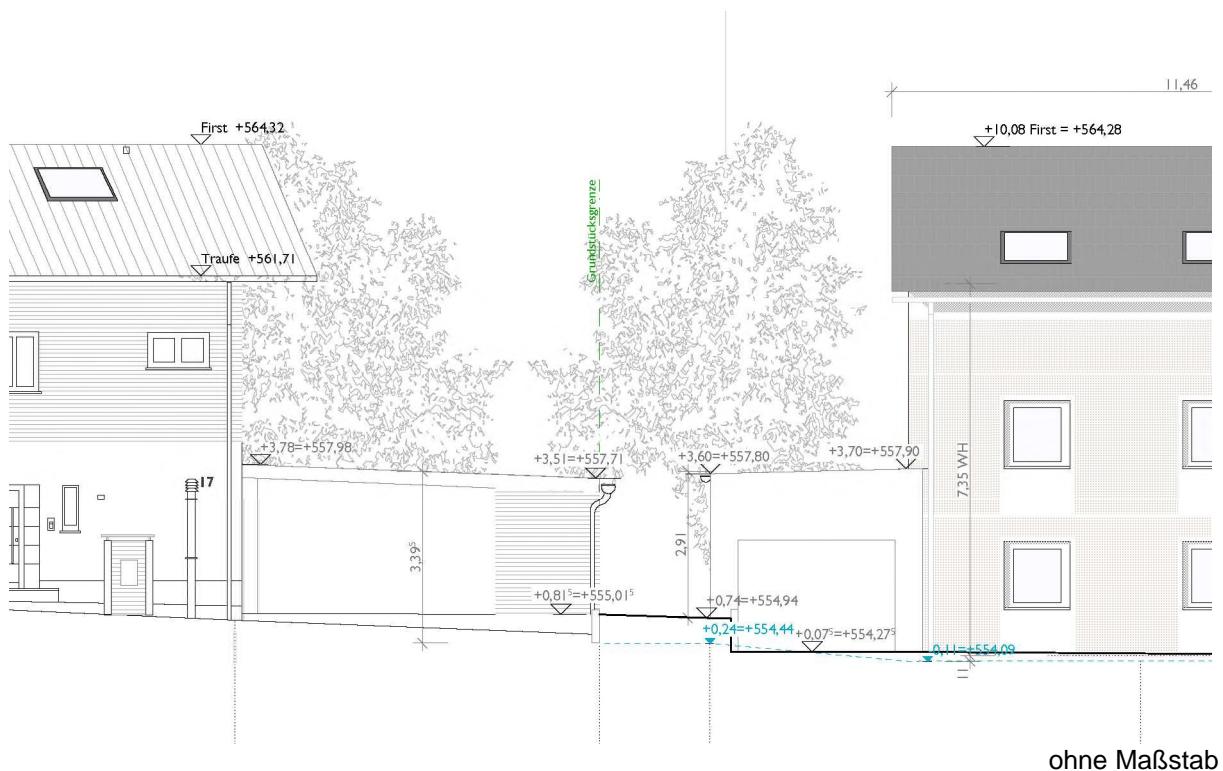 11,46
First +564,32
+10,08 First = +564,28
Grundstücksgrenze
Traufe +561,71
+3,78=+557,98
+3,51=+557,71
+3,60=+557,80
+3,70=+557,90
7,35 WH
17
3,39⁵
2,91
+0,81⁵=+555,01⁵
+0,74=+554,94
+0,24=+554,44
+0,07⁵=+554,27⁵
0,11=+554,09
11
ohne Maßstab